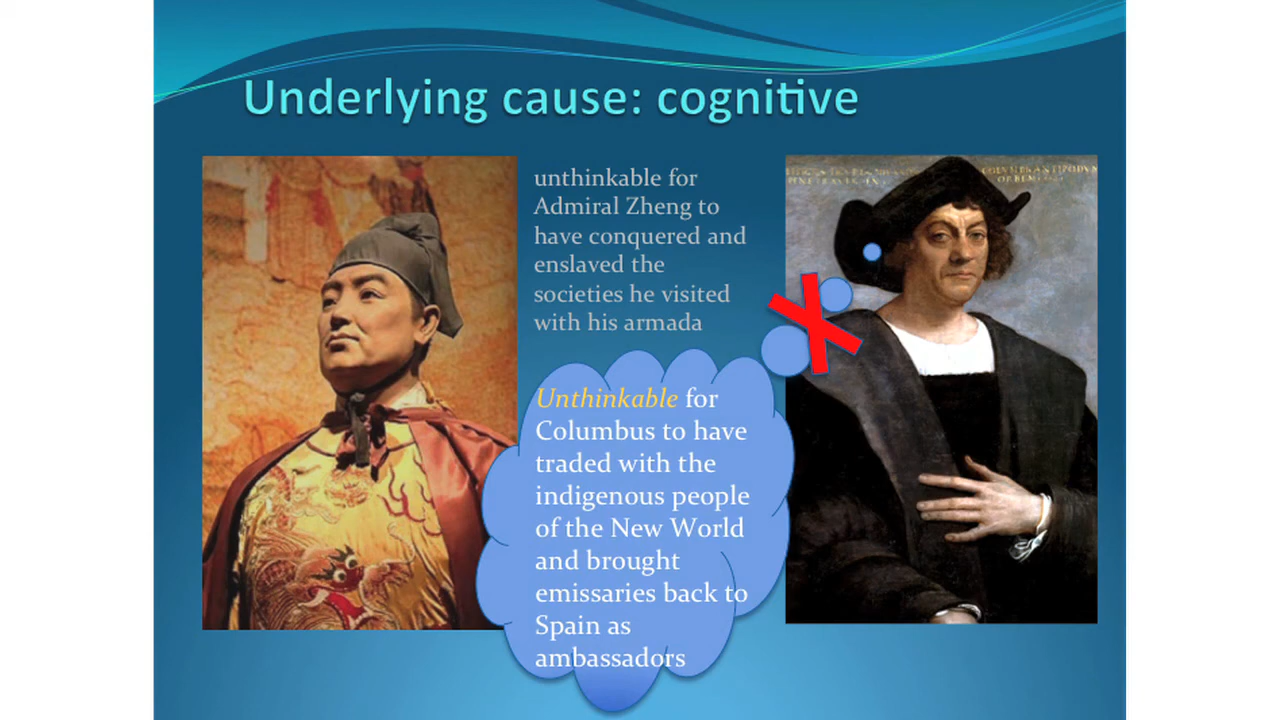 Underlying cause: cognitive
unthinkable for
Admiral Zheng to
have conquered and
enslaved the
societies he visited
with his armada
Unthinkable for
Columbus to have
traded with the
indigenous people
of the New World
and brought
emissaries back to
Spain as
ambassadors